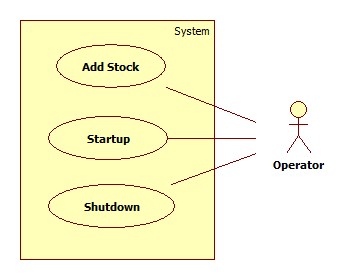 System
Add Stock
Startup
Operator
Shutdown